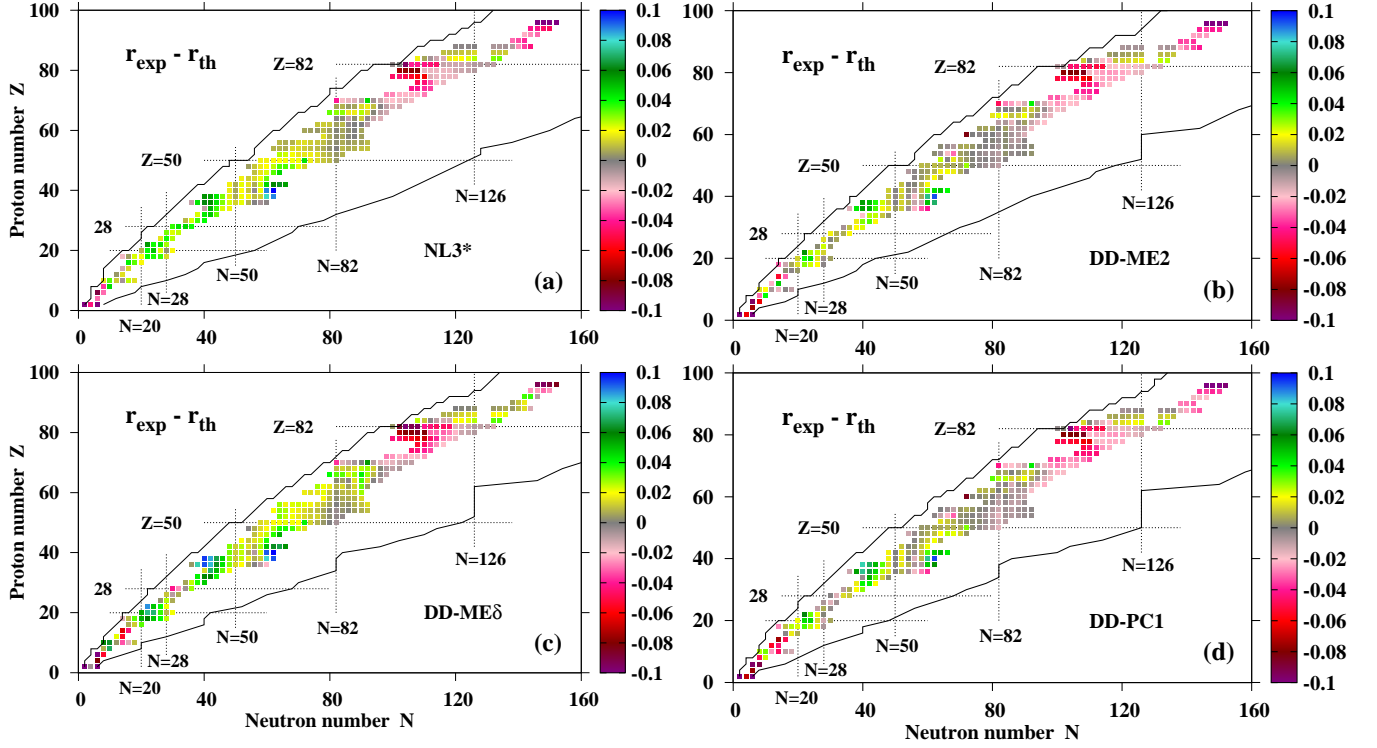 r_exp - r_th
Z=82
Z=50
28
N=20
N=28
N=50
N=82
N=126
NL3*
(a)
Proton number Z
0
20
40
60
80
100
0
40
80
120
160
0.1
0.08
0.06
0.04
0.02
0
-0.02
-0.04
-0.06
-0.08
-0.1
r_exp - r_th
Z=82
Z=50
28
N=20
N=28
N=50
N=82
N=126
DD-ME2
(b)
0
20
40
60
80
100
0
40
80
120
160
0.1
0.08
0.06
0.04
0.02
0
-0.02
-0.04
-0.06
-0.08
-0.1
r_exp - r_th
Z=82
Z=50
28
N=20
N=28
N=50
N=82
N=126
DD-MEδ
(c)
Proton number Z
Neutron number N
0
20
40
60
80
100
0
40
80
120
160
0.1
0.08
0.06
0.04
0.02
0
-0.02
-0.04
-0.06
-0.08
-0.1
r_exp - r_th
Z=82
Z=50
28
N=20
N=28
N=50
N=82
N=126
DD-PC1
(d)
Neutron number N
0
20
40
60
80
100
0
40
80
120
160
0.1
0.08
0.06
0.04
0.02
0
-0.02
-0.04
-0.06
-0.08
-0.1